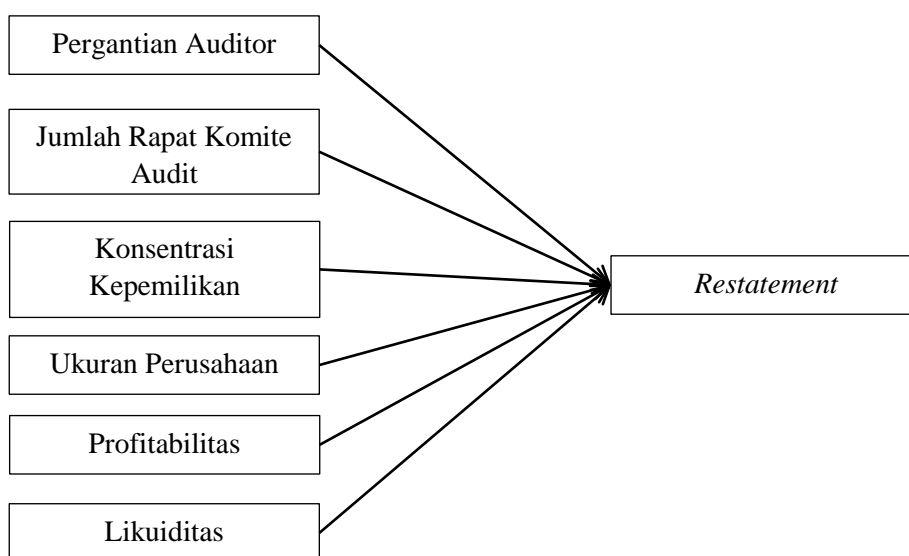 Pergantian Auditor
Jumlah Rapat Komite
Audit
Konsentrasi
Kepemilikan
Restatement
Ukuran Perusahaan
Profitabilitas
Likuiditas